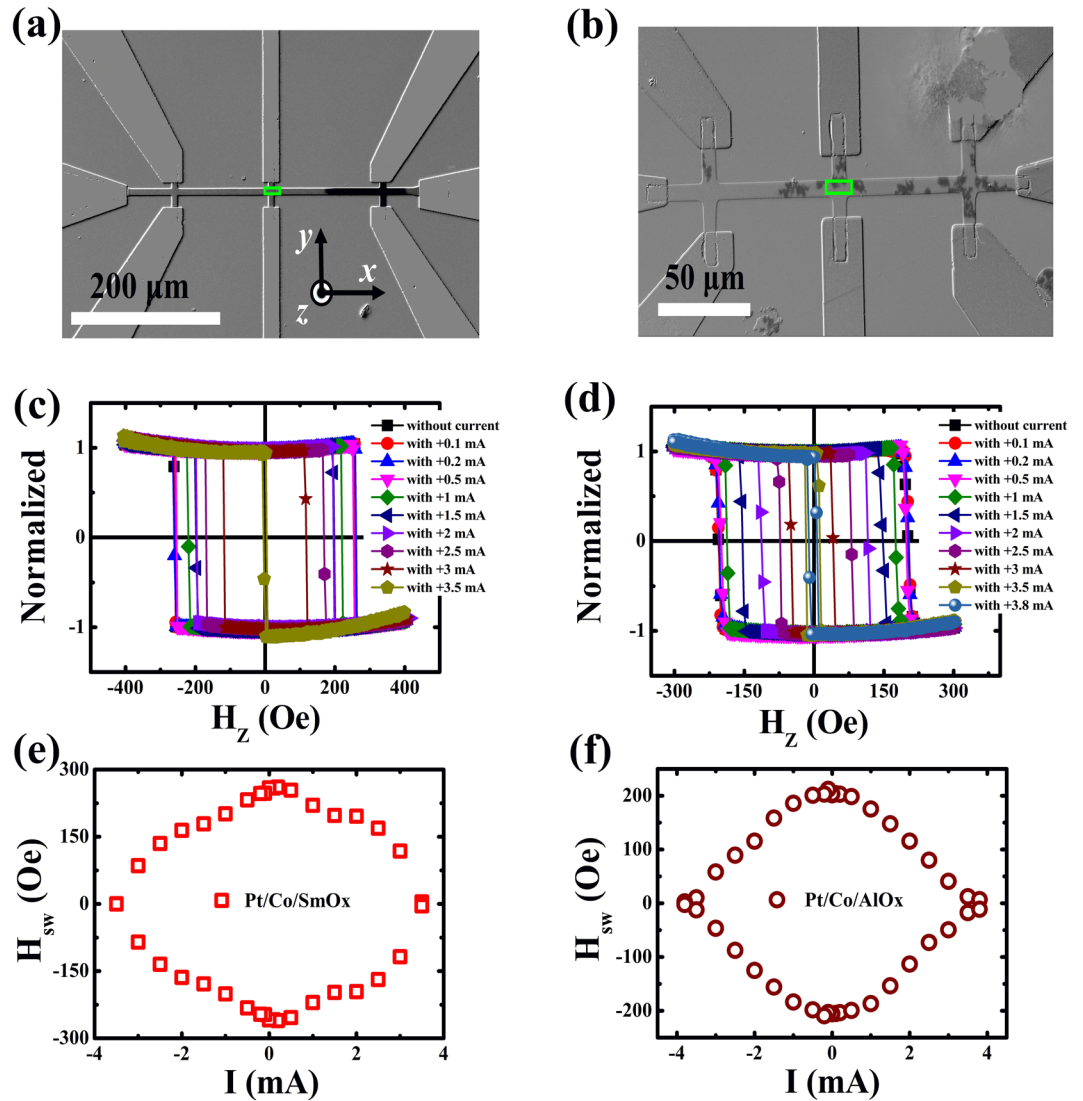 (a)
y
x
z
200 μm
(b)
50 μm
(c)
Normalized
1
0
-1
-400
-200
0
200
400
H_Z (Oe)
without current
with +0.1 mA
with +0.2 mA
with +0.5 mA
with +1 mA
with +1.5 mA
with +2 mA
with +2.5 mA
with +3 mA
with +3.5 mA
(d)
Normalized
1
0
-1
-300
-150
0
150
300
H_Z (Oe)
without current
with +0.1 mA
with +0.2 mA
with +0.5 mA
with +1 mA
with +1.5 mA
with +2 mA
with +2.5 mA
with +3 mA
with +3.5 mA
with +3.8 mA
(e)
H_sw (Oe)
300
150
0
-150
-300
Pt/Co/SmOx
-4
-2
0
2
4
I (mA)
(f)
H_sw (Oe)
200
100
0
-100
-200
Pt/Co/AlOx
-4
-2
0
2
4
I (mA)